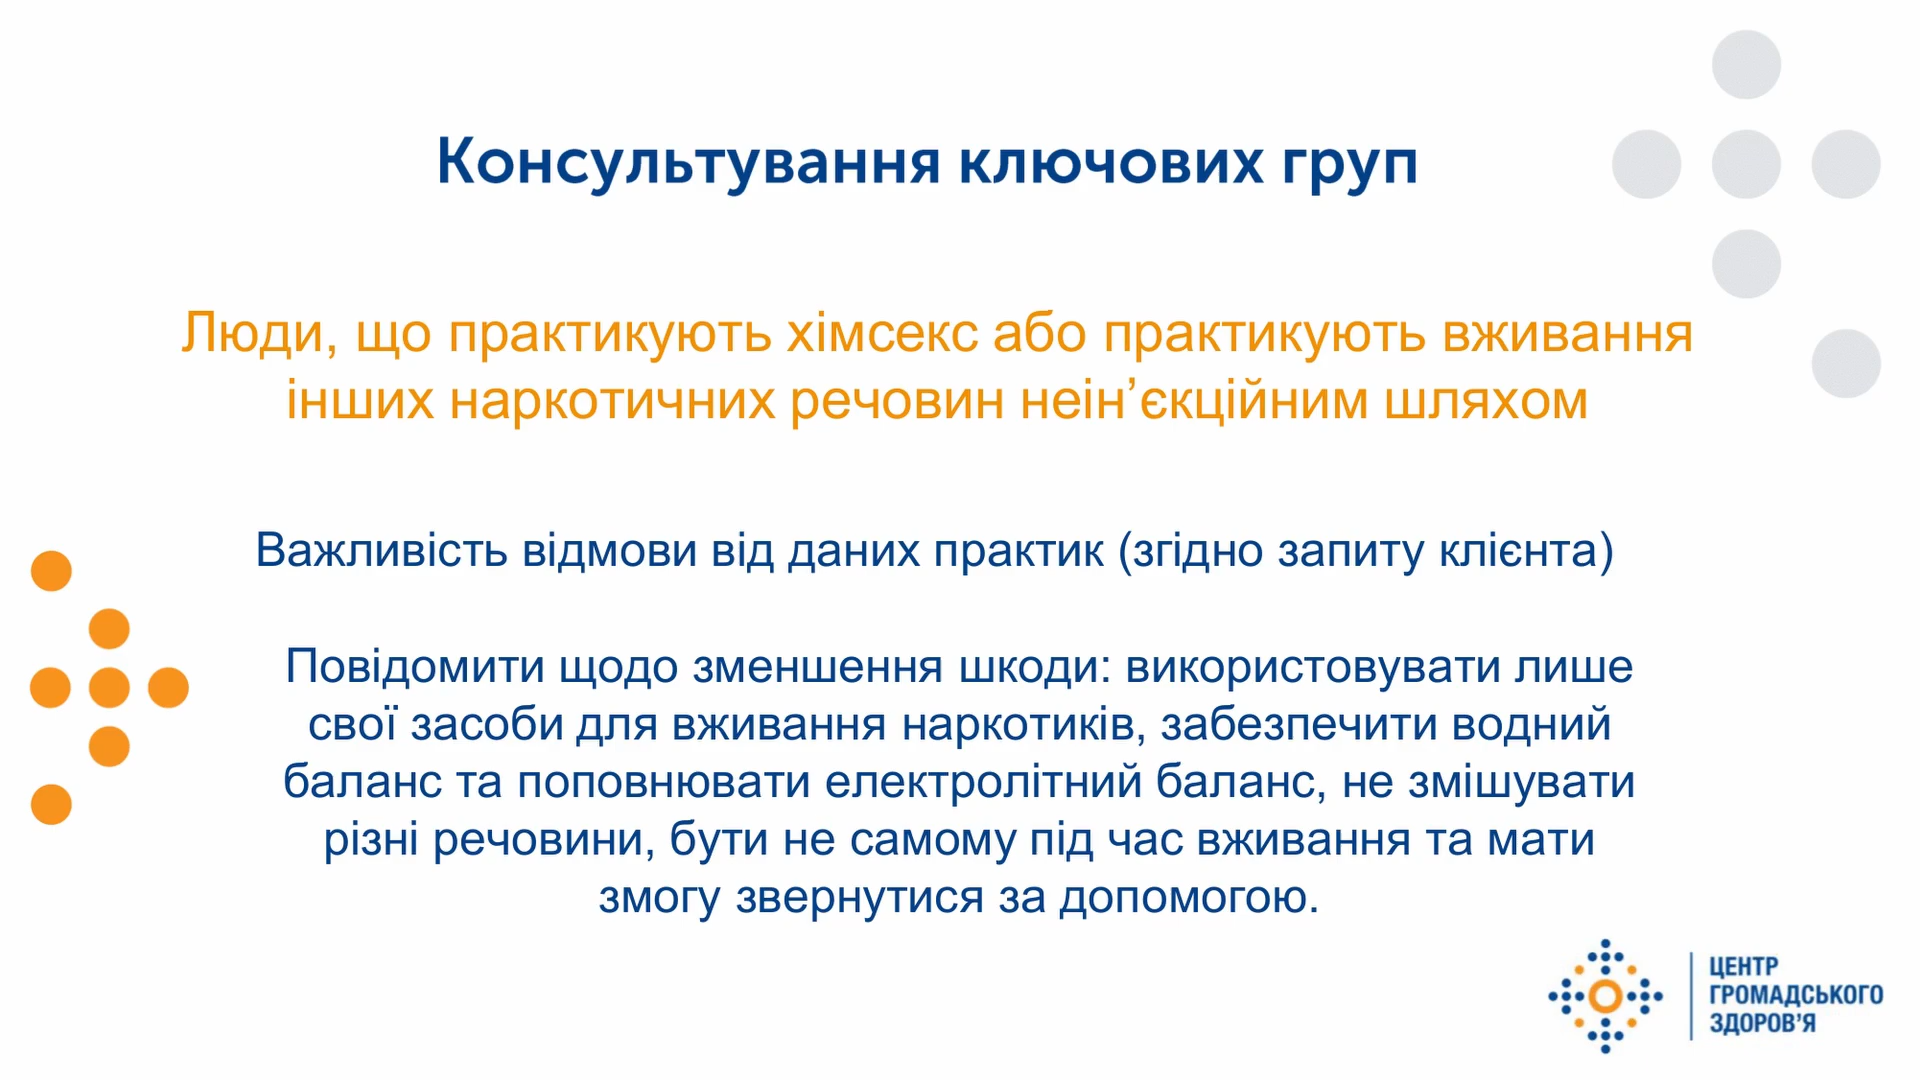 Консультування ключових груп
Люди, що практикують хімсекс або практикують вживання
інших наркотичних речовин неін’єкційним шляхом
Важливість відмови від даних практик (згідно запиту клієнта)
Повідомити щодо зменшення шкоди: використовувати лише
свої засоби для вживання наркотиків, забезпечити водний
баланс та поповнювати електролітний баланс, не змішувати
різні речовини, бути не самому під час вживання та мати
змогу звернутися за допомогою.
ЦЕНТР
ГРОМАДСЬКОГО
ЗДОРОВ’Я